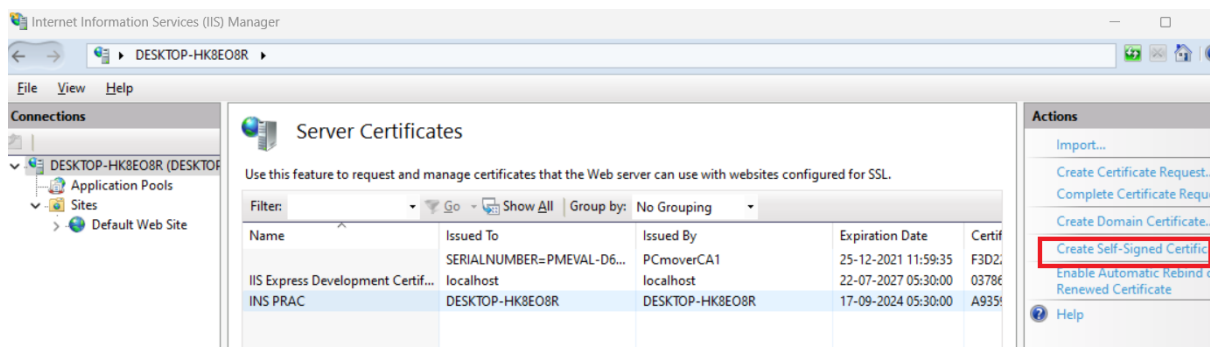 Internet Information Services (IIS) Manager
DESKTOP-HK8EO8R
File View Help
Connections
DESKTOP-HK8EO8R (DESKTOP
Application Pools
Sites
Default Web Site
Server Certificates
Use this feature to request and manage certificates that the Web server can use with websites configured for SSL.
Filter: Go Show All Group by: No Grouping
Name Issued To Issued By Expiration Date Certif
SERIALNUMBER=PMEVAL-D6... PCmoverCA1 25-12-2021 11:59:35 F3D2
IIS Express Development Certif... localhost localhost 22-07-2027 05:30:00 03786
INS PRAC DESKTOP-HK8EO8R DESKTOP-HK8EO8R 17-09-2024 05:30:00 A935
Actions
Import...
Create Certificate Request..
Complete Certificate Requ
Create Domain Certificate..
Create Self-Signed Certific
Enable Automatic Rebind
Renewed Certificate
Help